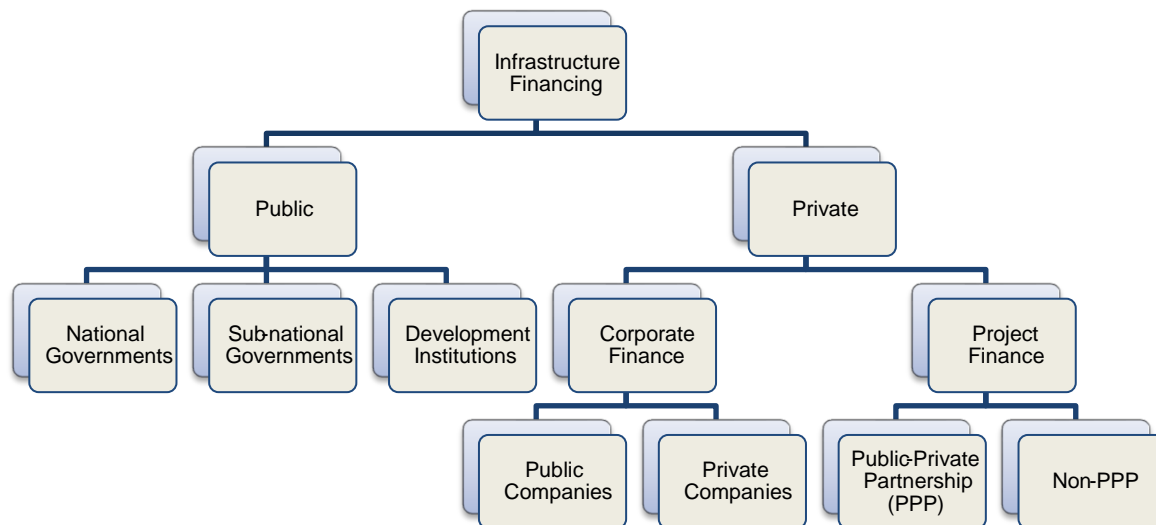 Infrastructure
Financing
Public
Private
National
Governments
Sub-national
Governments
Development
Institutions
Corporate
Finance
Project
Finance
Public
Companies
Private
Companies
Public-Private
Partnership
(PPP)
Non-PPP